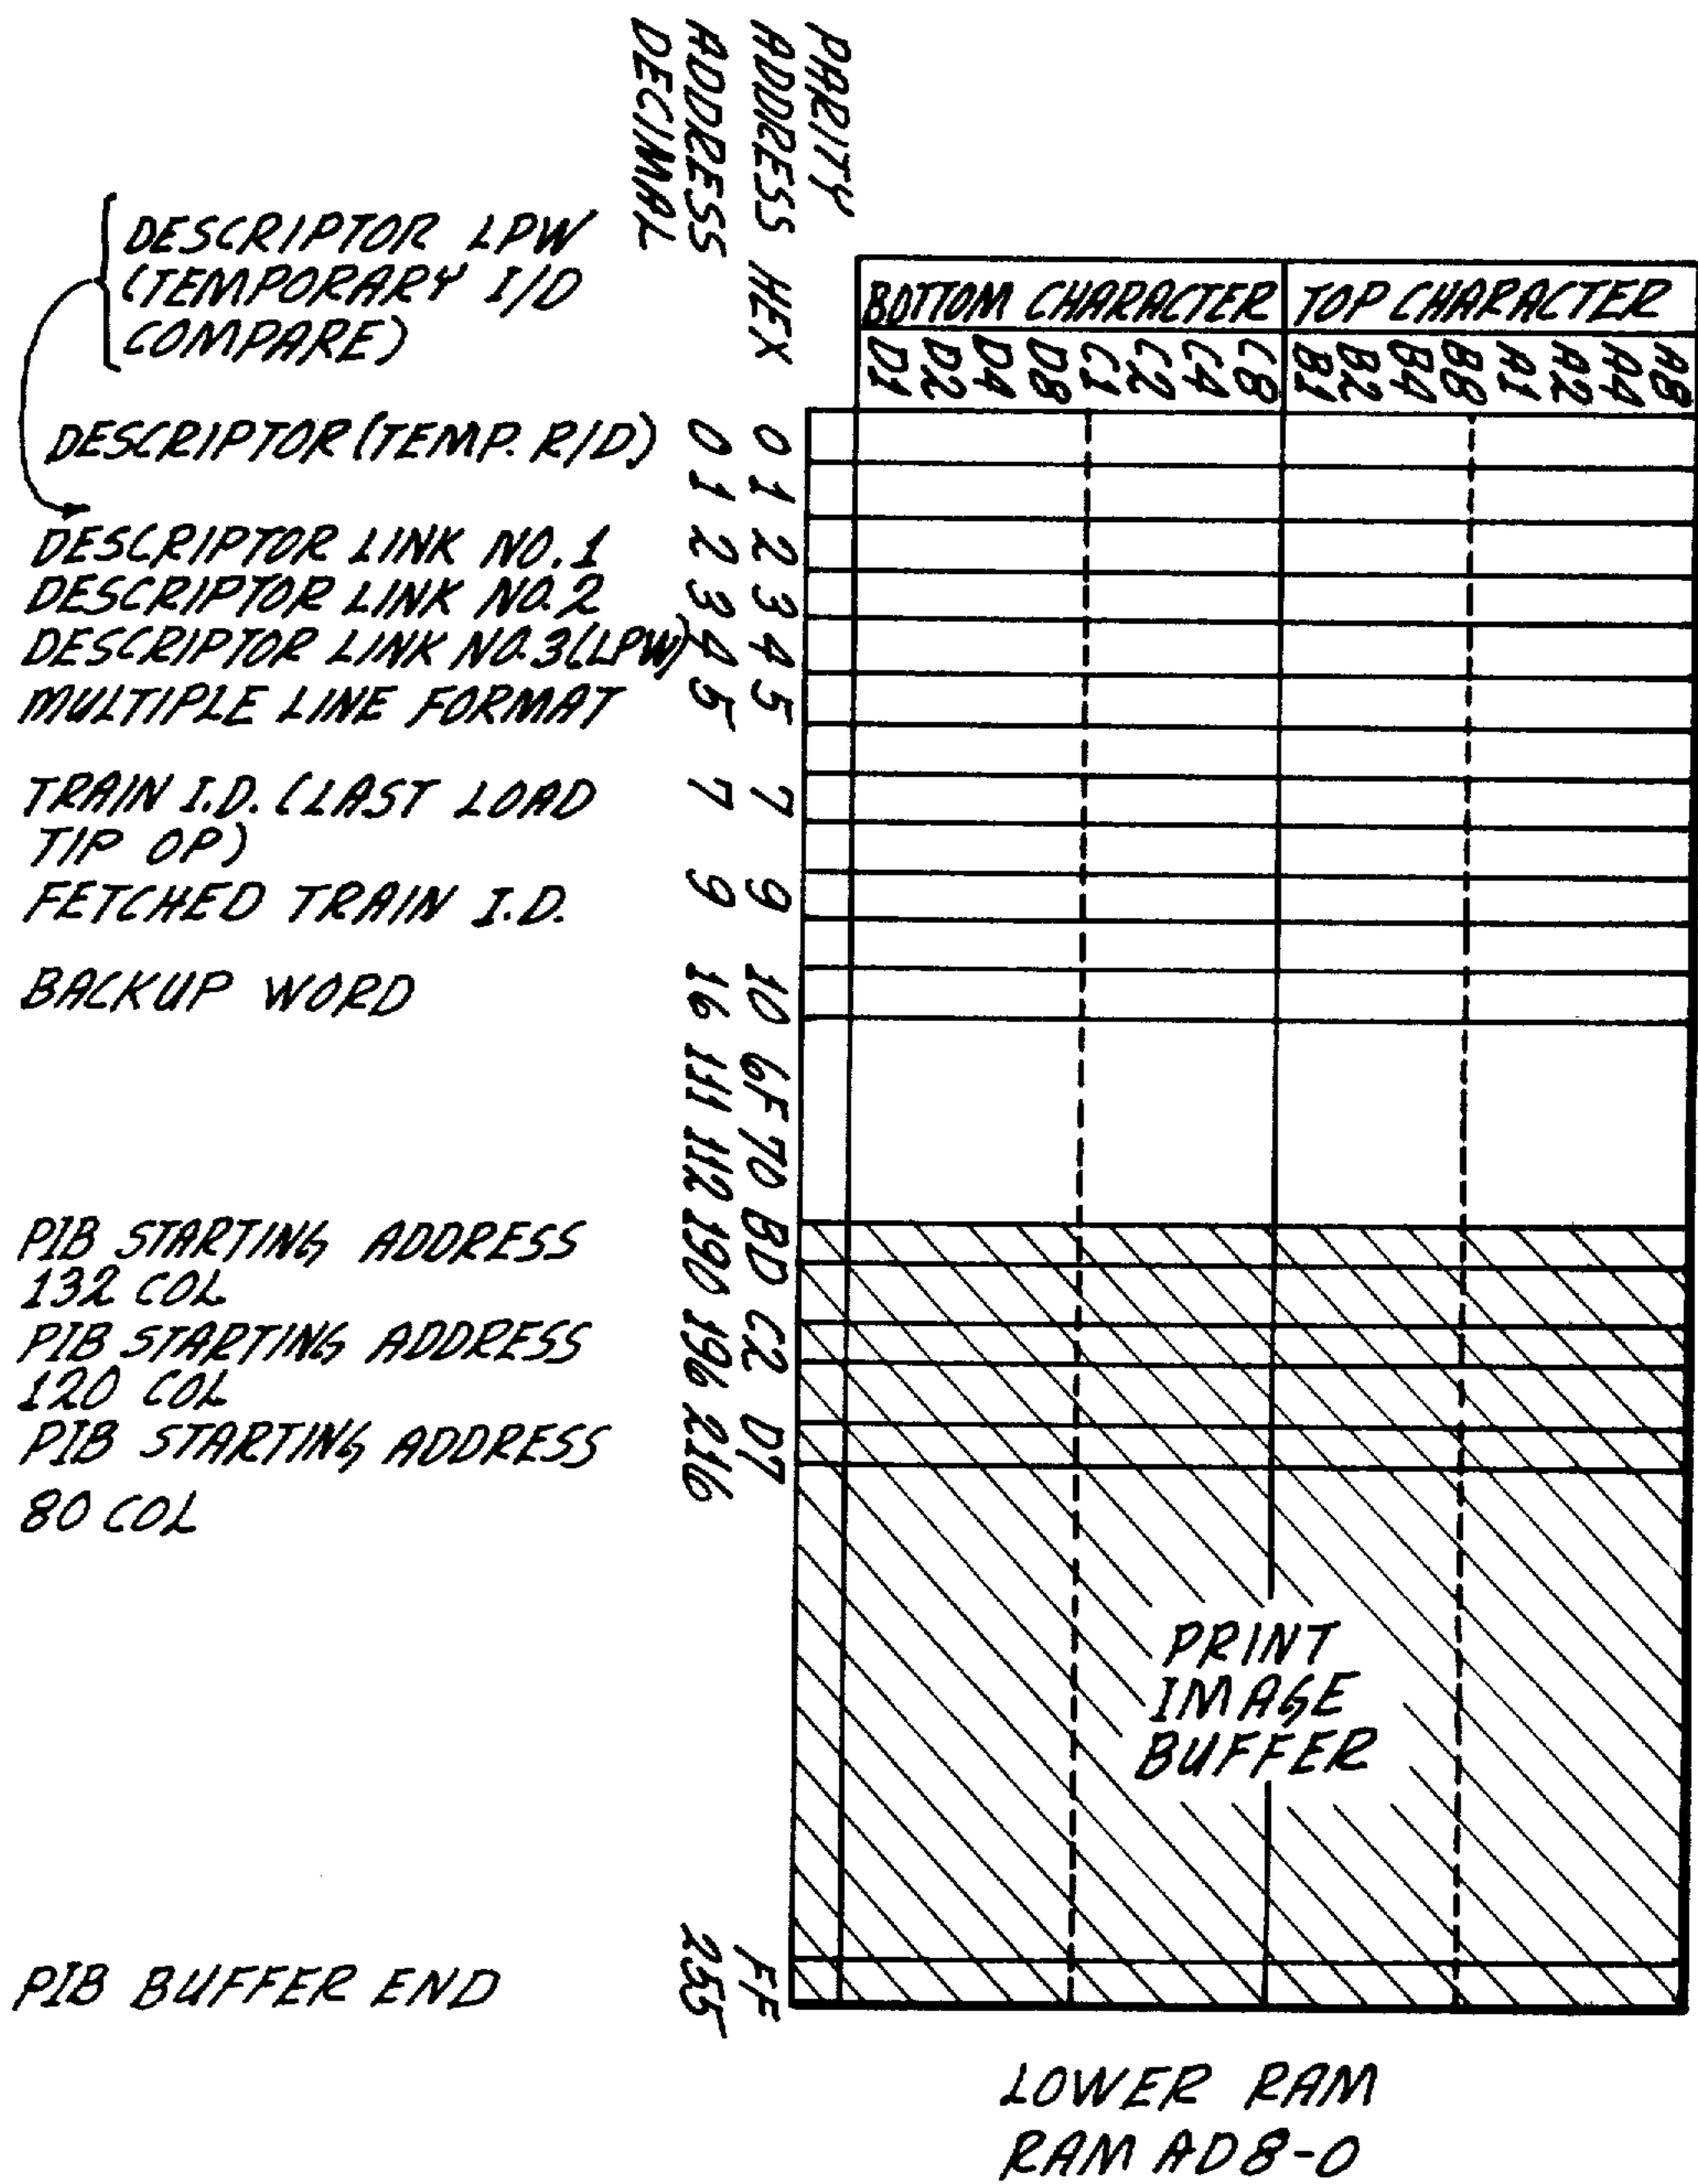 PARITY
ADDRESS HEX
ADDRESS
DECIMAL
DESCRIPTOR LPW
(TEMPORARY I/D
COMPARE)
BOTTOM CHARACTER TOP CHARACTER
D1 D2 D4 D8 C1 C2 C4 C8 B1 B2 B4 B8 A1 A2 A4 A8
DESCRIPTOR (TEMP. R/D) 0 0
1 1
DESCRIPTOR LINK NO.1 2 2
DESCRIPTOR LINK NO.2 3 3
DESCRIPTOR LINK NO.3(LPW) 4 4
MULTIPLE LINE FORMAT 5 5
TRAIN I.D. (LAST LOAD 7 7
TIP OP)
FETCHED TRAIN I.D. 9 9
BACKUP WORD 16 10
111 6F
112 70
PIB STARTING ADDRESS 190 BD
132 COL
PIB STARTING ADDRESS 196 C2
120 COL
PIB STARTING ADDRESS 216 D7
80 COL
PRINT
IMAGE
BUFFER
PIB BUFFER END 255 FF
LOWER RAM
RAM AD8-0